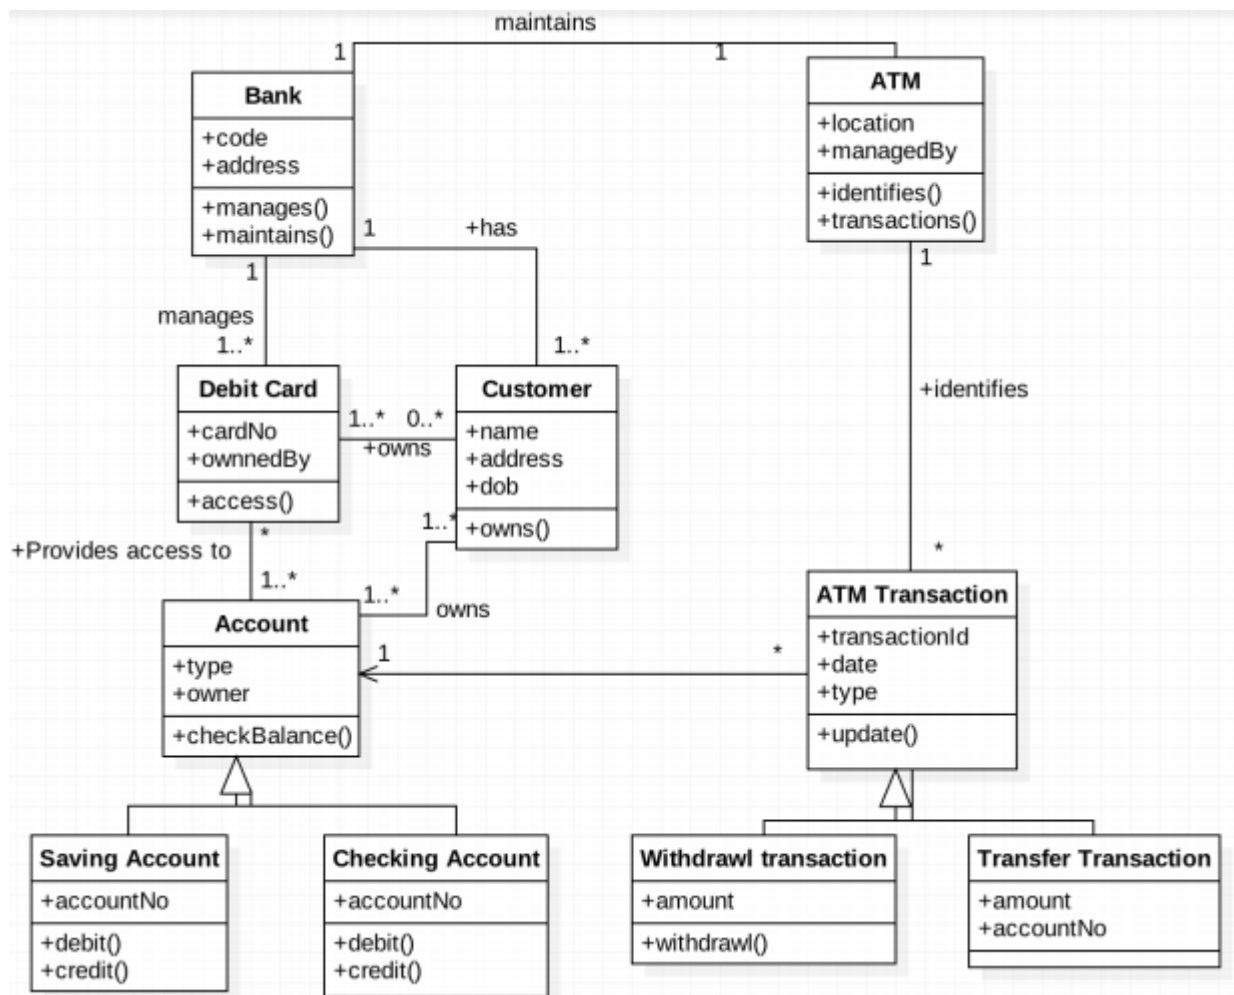 maintains
1
1
Bank
+code
+address
+manages()
+maintains()
ATM
+location
+managedBy
+identifies()
+transactions()
1
+has
1
1
manages
1..*
1..*
+identifies
Debit Card
+cardNo
+ownnedBy
+access()
1..*
0..*
+owns
Customer
+name
+address
+dob
+owns()
*
+Provides access to
1..*
1..*
1..*
owns
*
Account
+type
+owner
+checkBalance()
1
*
ATM Transaction
+transactionId
+date
+type
+update()
Saving Account
+accountNo
+debit()
+credit()
Checking Account
+accountNo
+debit()
+credit()
Withdrawl transaction
+amount
+withdrawl()
Transfer Transaction
+amount
+accountNo